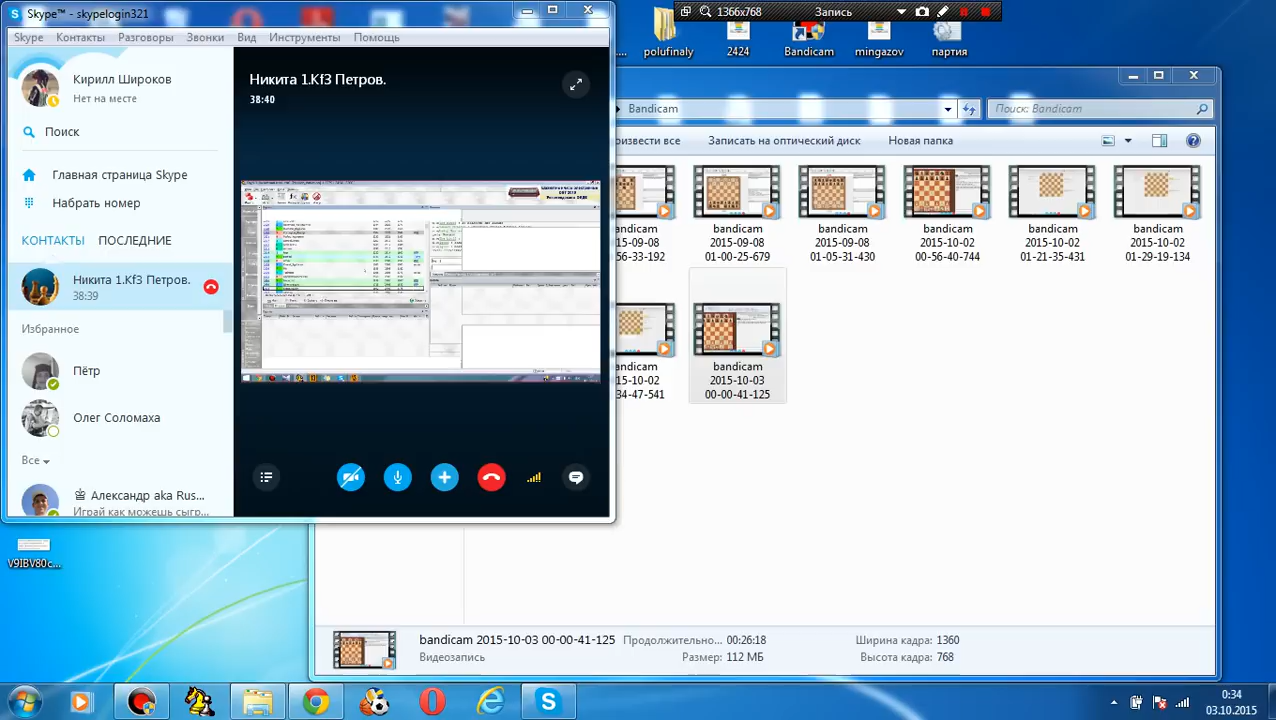 Skype™ - skypelogin321
Skype Контакты Разговоры Звонки Вид Инструменты Помощь
Кирилл Широков
Нет на месте
Поиск
Главная страница Skype
Набрать номер
КОНТАКТЫ ПОСЛЕДНИЕ
Никита 1.Kf3 Петров.
38:39
Избранное
Пётр
Олег Соломаха
Все
Александр aka Rus...
Играй как можешь сыгр...
Никита 1.Kf3 Петров.
38:40
1366x768 Запись
polufinaly
2424
Bandicam
mingazov
партия
Bandicam
Поиск: Bandicam
оизвести все Записать на оптический диск Новая папка
bandicam
2015-09-08
01-00-25-679
bandicam
2015-09-08
01-05-31-430
bandicam
2015-10-02
00-56-40-744
bandicam
2015-10-02
01-21-35-431
bandicam
2015-10-02
01-29-19-134
andicam
15-09-08
56-33-192
andicam
15-10-02
34-47-541
bandicam
2015-10-03
00-00-41-125
V9IBV80c...
bandicam 2015-10-03 00-00-41-125
Видеозапись
Продолжительно... 00:26:18
Размер: 112 МБ
Ширина кадра: 1360
Высота кадра: 768
0:34
03.10.2015